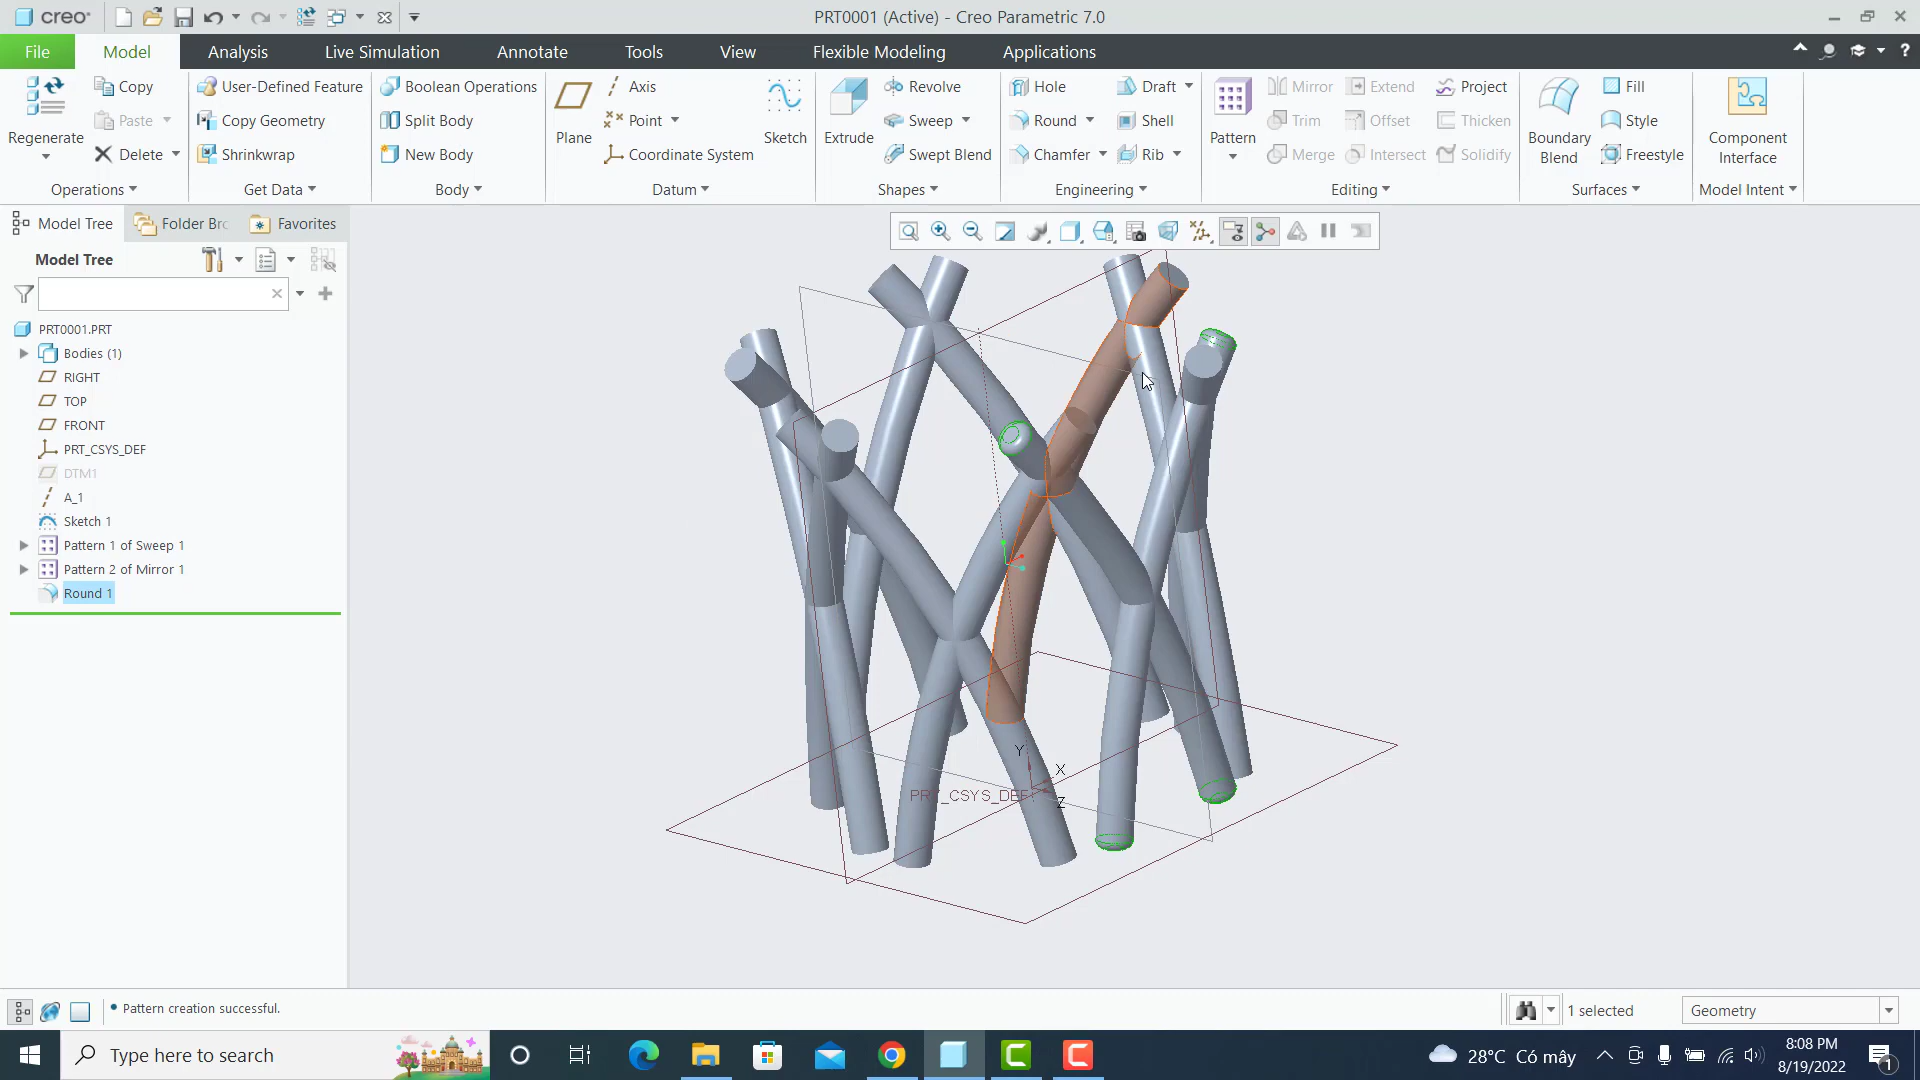 creo
PRT0001 (Active) - Creo Parametric 7.0
File
Model
Analysis
Live Simulation
Annotate
Tools
View
Flexible Modeling
Applications
Regenerate
Copy
Paste
Delete
Operations
User-Defined Feature
Copy Geometry
Shrinkwrap
Get Data
Boolean Operations
Split Body
New Body
Body
Plane
Axis
Point
Coordinate System
Sketch
Datum
Extrude
Revolve
Sweep
Swept Blend
Shapes
Hole
Round
Chamfer
Draft
Shell
Rib
Engineering
Pattern
Mirror
Trim
Merge
Extend
Offset
Intersect
Project
Thicken
Solidify
Editing
Boundary
Blend
Fill
Style
Freestyle
Surfaces
Component
Interface
Model Intent
Model Tree
Folder Br
Favorites
Model Tree
PRT0001.PRT
Bodies (1)
RIGHT
TOP
FRONT
PRT_CSYS_DEF
DTM1
A_1
Sketch 1
Pattern 1 of Sweep 1
Pattern 2 of Mirror 1
Round 1
Y
X
PRT_CSYS_DEF
Z
Pattern creation successful.
1 selected
Geometry
Type here to search
28°C Có mây
8:08 PM
8/19/2022
1